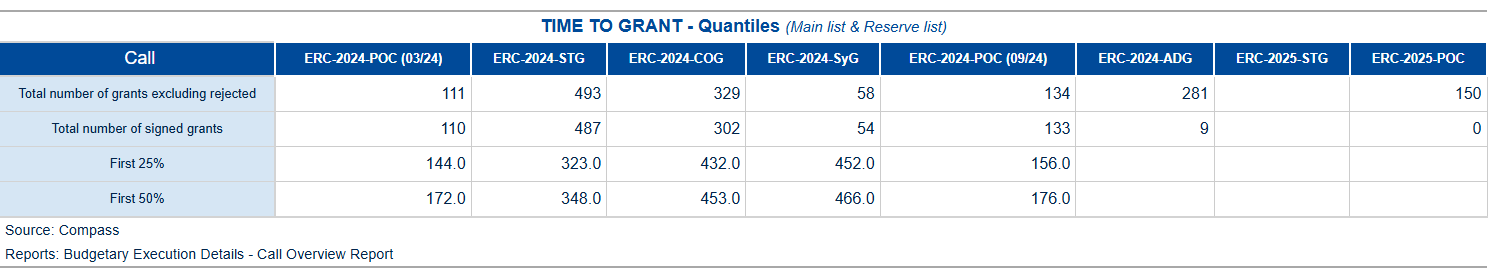 TIME TO GRANT - Quantiles (Main list & Reserve list)
Call ERC-2024-POC (03/24) ERC-2024-STG ERC-2024-COG ERC-2024-SyG ERC-2024-POC (09/24) ERC-2024-ADG ERC-2025-STG ERC-2025-POC
Total number of grants excluding rejected 111 493 329 58 134 281 150
Total number of signed grants 110 487 302 54 133 9 0
First 25% 144.0 323.0 432.0 452.0 156.0
First 50% 172.0 348.0 453.0 466.0 176.0
Source: Compass
Reports: Budgetary Execution Details - Call Overview Report